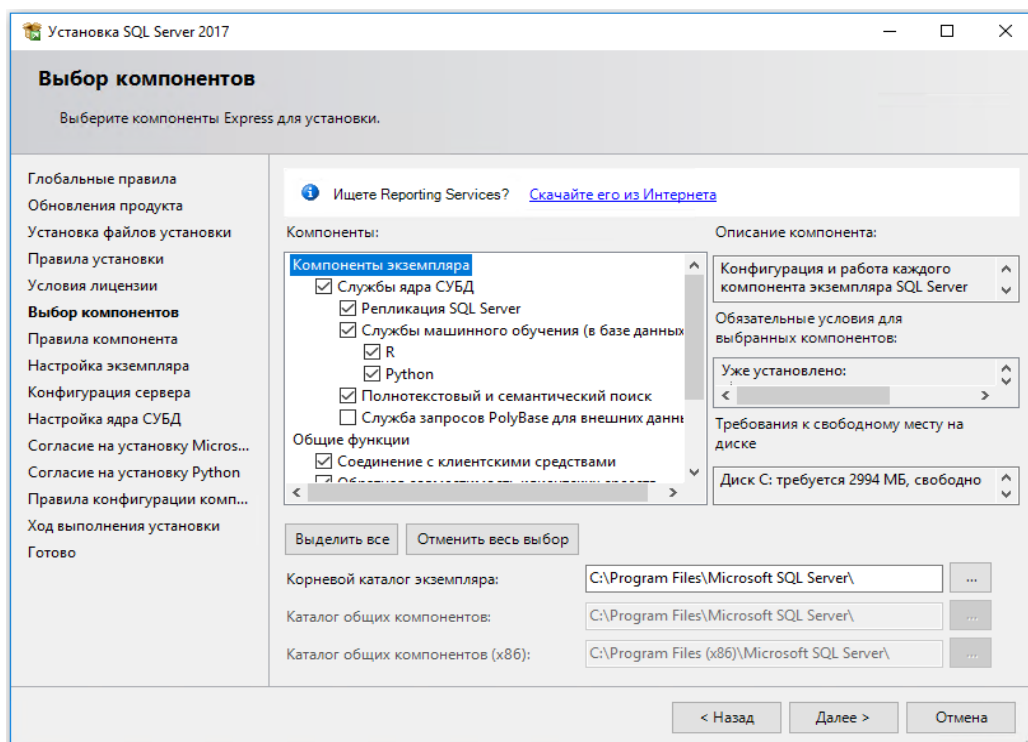 Установка SQL Server 2017
Выбор компонентов
Выберите компоненты Express для установки.
Глобальные правила
Обновления продукта
Установка файлов установки
Правила установки
Условия лицензии
Выбор компонентов
Правила компонента
Настройка экземпляра
Конфигурация сервера
Настройка ядра СУБД
Согласие на установку Micros...
Согласие на установку Python
Правила конфигурации комп...
Ход выполнения установки
Готово
Ищете Reporting Services? Скачайте его из Интернета
Компоненты:
Компоненты экземпляра
Службы ядра СУБД
Репликация SQL Server
Службы машинного обучения (в базе данных
R
Python
Полнотекстовый и семантический поиск
Служба запросов PolyBase для внешних данн
Общие функции
Соединение с клиентскими средствами
Обратная совместимость клиентских средств
Описание компонента:
Конфигурация и работа каждого
компонента экземпляра SQL Server
Обязательные условия для
выбранных компонентов:
Уже установлено:
Требования к свободному месту на
диске
Диск C: требуется 2994 МБ, свободно
Выделить все
Отменить весь выбор
Корневой каталог экземпляра: C:\Program Files\Microsoft SQL Server\ ...
Каталог общих компонентов: C:\Program Files\Microsoft SQL Server\ ...
Каталог общих компонентов (x86): C:\Program Files (x86)\Microsoft SQL Server\ ...
< Назад
Далее >
Отмена